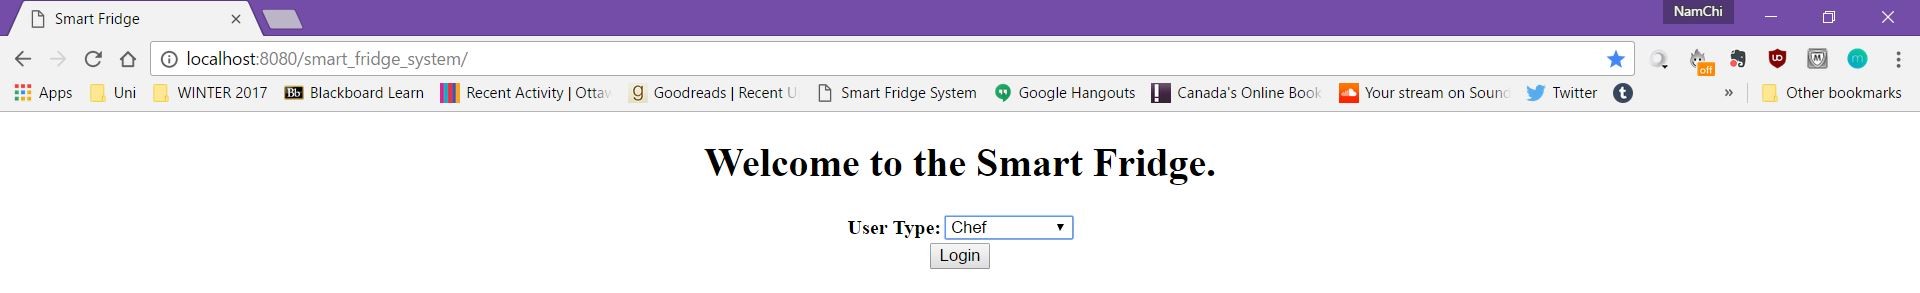 Smart Fridge
NamChi
localhost:8080/smart_fridge_system/
off
Apps Uni WINTER 2017 Bb Blackboard Learn Recent Activity | Ottaw g Goodreads | Recent U Smart Fridge System Google Hangouts Canada's Online Book Your stream on Sound Twitter t » Other bookmarks
Welcome to the Smart Fridge.
User Type: Chef
Login